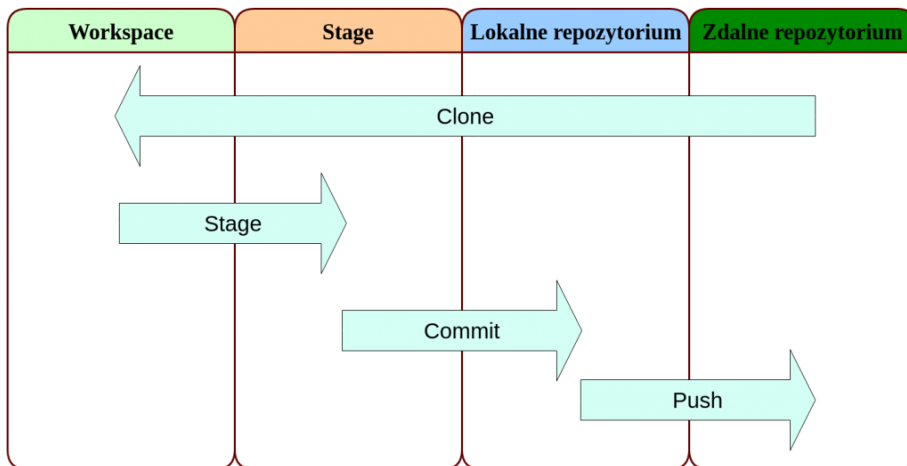 Workspace
Stage
Lokalne repozytorium
Zdalne repozytorium
Clone
Stage
Commit
Push